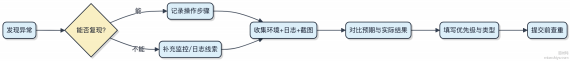 发现异常
能否复现?
能
记录操作步骤
不能
补充监控/日志线索
收集环境+日志+截图
对比预期与实际结果
填写优先级与类型
提交前查重